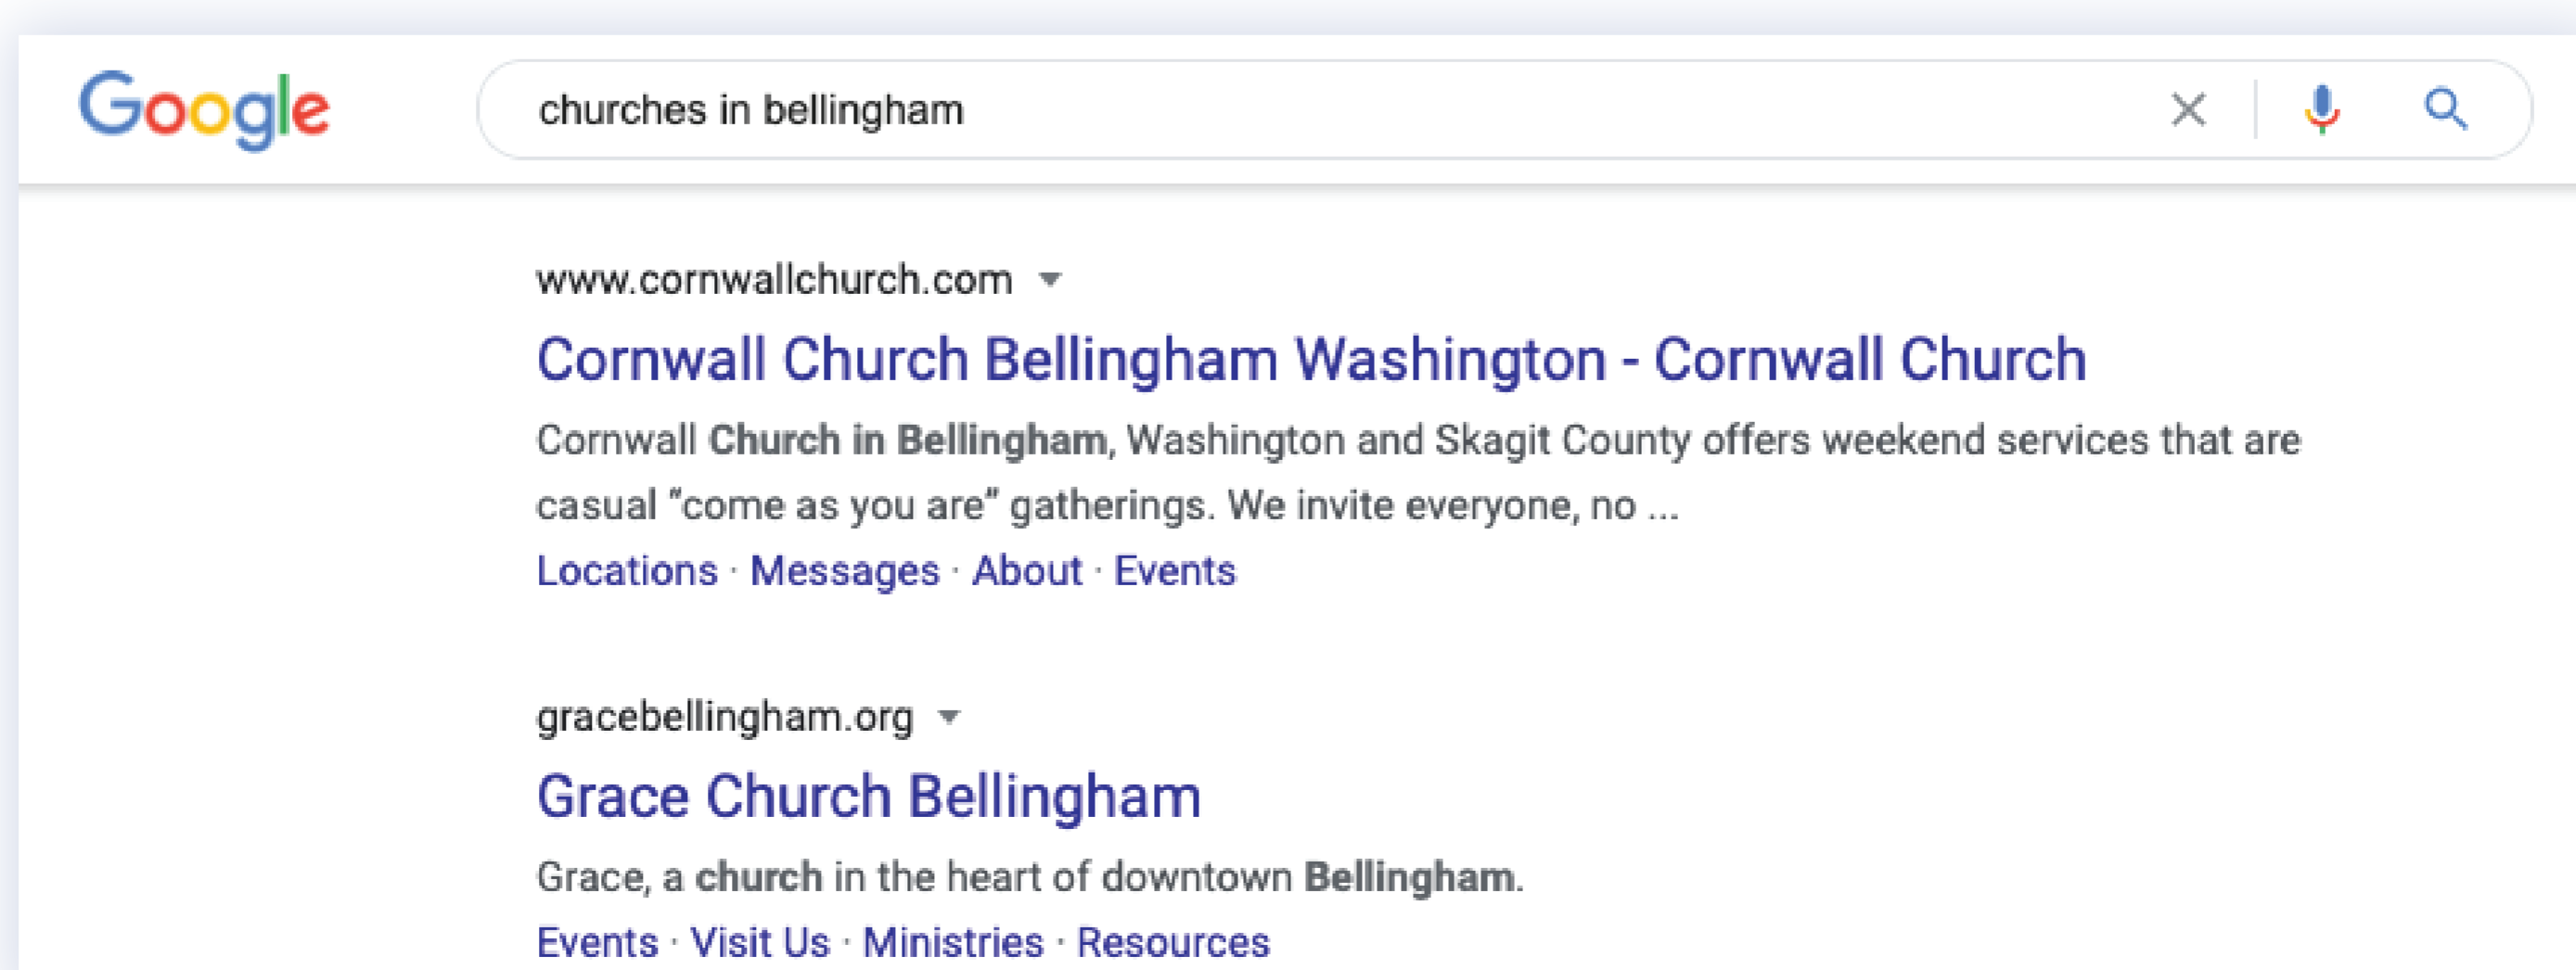 Google
churches in bellingham
www.cornwallchurch.com
Cornwall Church Bellingham Washington - Cornwall Church
Cornwall Church in Bellingham, Washington and Skagit County offers weekend services that are
casual “come as you are” gatherings. We invite everyone, no ...
Locations · Messages · About · Events
gracebellingham.org
Grace Church Bellingham
Grace, a church in the heart of downtown Bellingham.
Events · Visit Us · Ministries · Resources